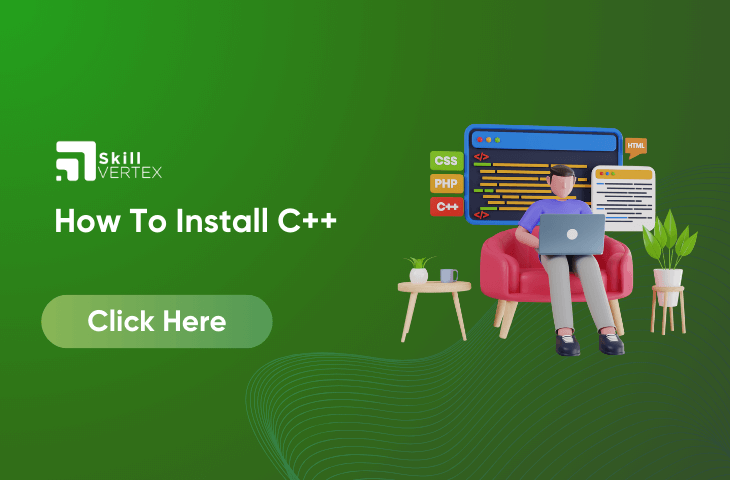 Skill
VERTEX
How To Install C++
Click Here
CSS
PHP
C++
HTML
</>
</>